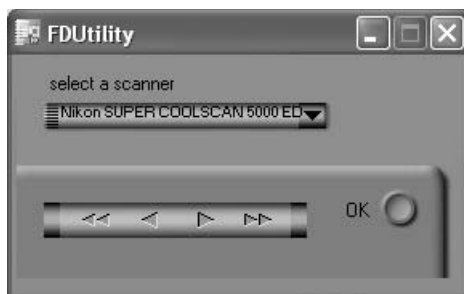 FDUtility
select a scanner
Nikon SUPER COOLSCAN 5000 ED
OK